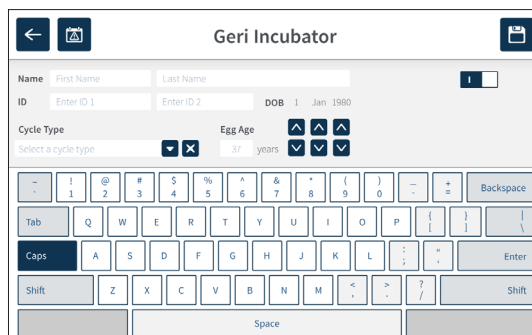 Geri Incubator
Name First Name Last Name I
ID Enter ID 1 Enter ID 2 DOB 1 Jan 1980
Cycle Type Egg Age
Select a cycle type 37 years
~ ! @ # $ % ^ & * ( ) _ +
` 1 2 3 4 5 6 7 8 9 0 - = Backspace
Tab Q W E R T Y U I O P { [ } ] | \
Caps A S D F G H J K L : ; " ' Enter
Shift Z X C V B N M < , > . ? / Shift
Space